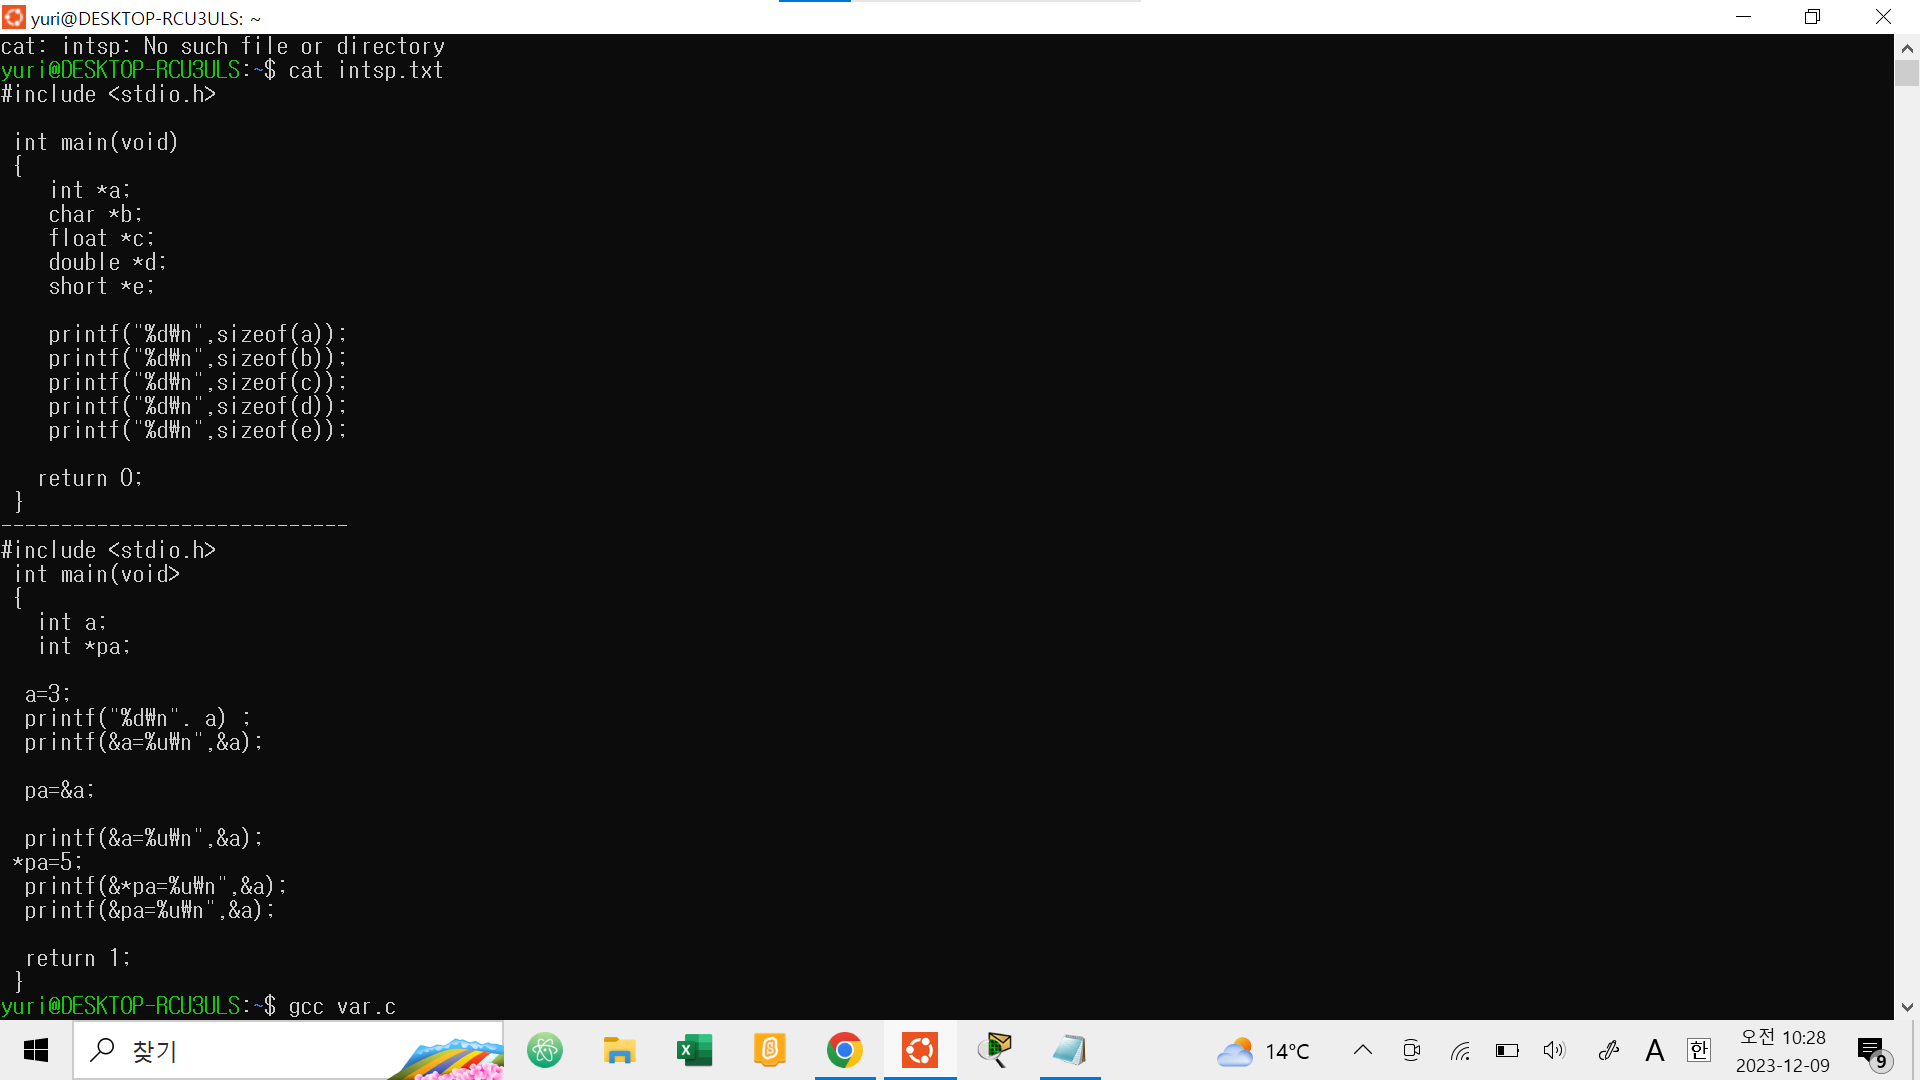 yuri@DESKTOP-RCU3ULS: ~
cat: intsp: No such file or directory
yuri@DESKTOP-RCU3ULS:~$ cat intsp.txt
#include <stdio.h>
int main(void)
{
int *a;
char *b;
float *c;
double *d;
short *e;
printf("%d₩n",sizeof(a));
printf("%d₩n",sizeof(b));
printf("%d₩n",sizeof(c));
printf("%d₩n",sizeof(d));
printf("%d₩n",sizeof(e));
return 0;
}
-----------------------------
#include <stdio.h>
int main(void>
{
int a;
int *pa;
a=3;
printf("%d₩n". a) ;
printf(&a=%u₩n",&a);
pa=&a;
printf(&a=%u₩n",&a);
*pa=5;
printf(&*pa=%u₩n",&a);
printf(&pa=%u₩n",&a);
return 1;
}
yuri@DESKTOP-RCU3ULS:~$ gcc var.c
찾기
14°C
A
한
오전 10:28
2023-12-09
9